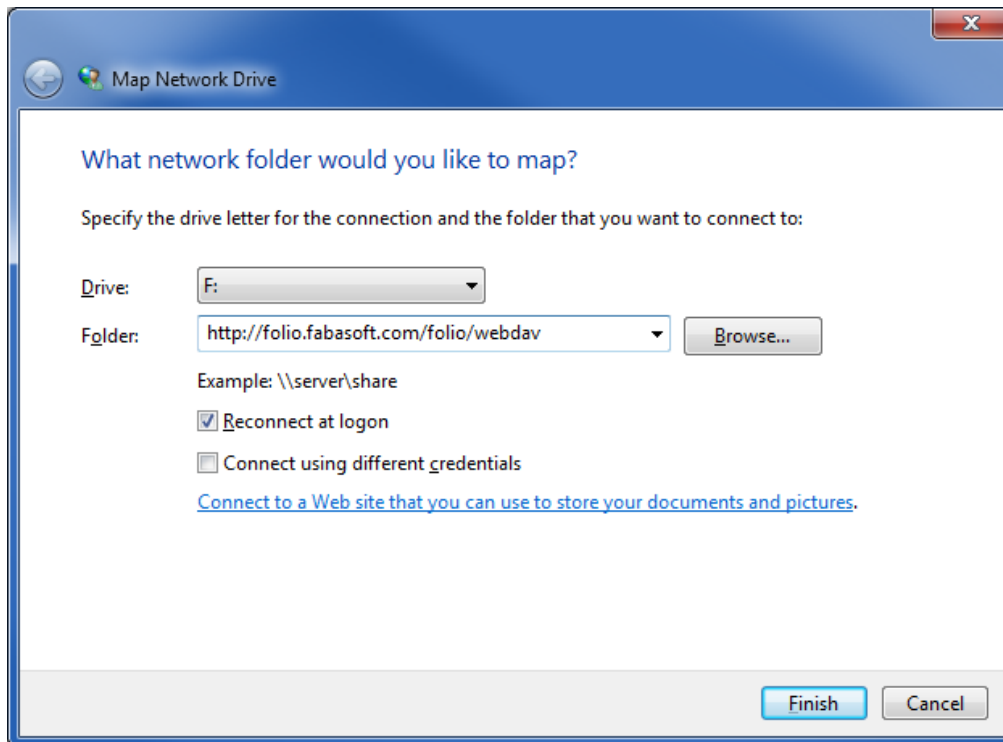 Map Network Drive
What network folder would you like to map?
Specify the drive letter for the connection and the folder that you want to connect to:
Drive: F:
Folder: http://folio.fabasoft.com/folio/webdav Browse...
Example: \\server\share
Reconnect at logon
Connect using different credentials
Connect to a Web site that you can use to store your documents and pictures.
Finish Cancel